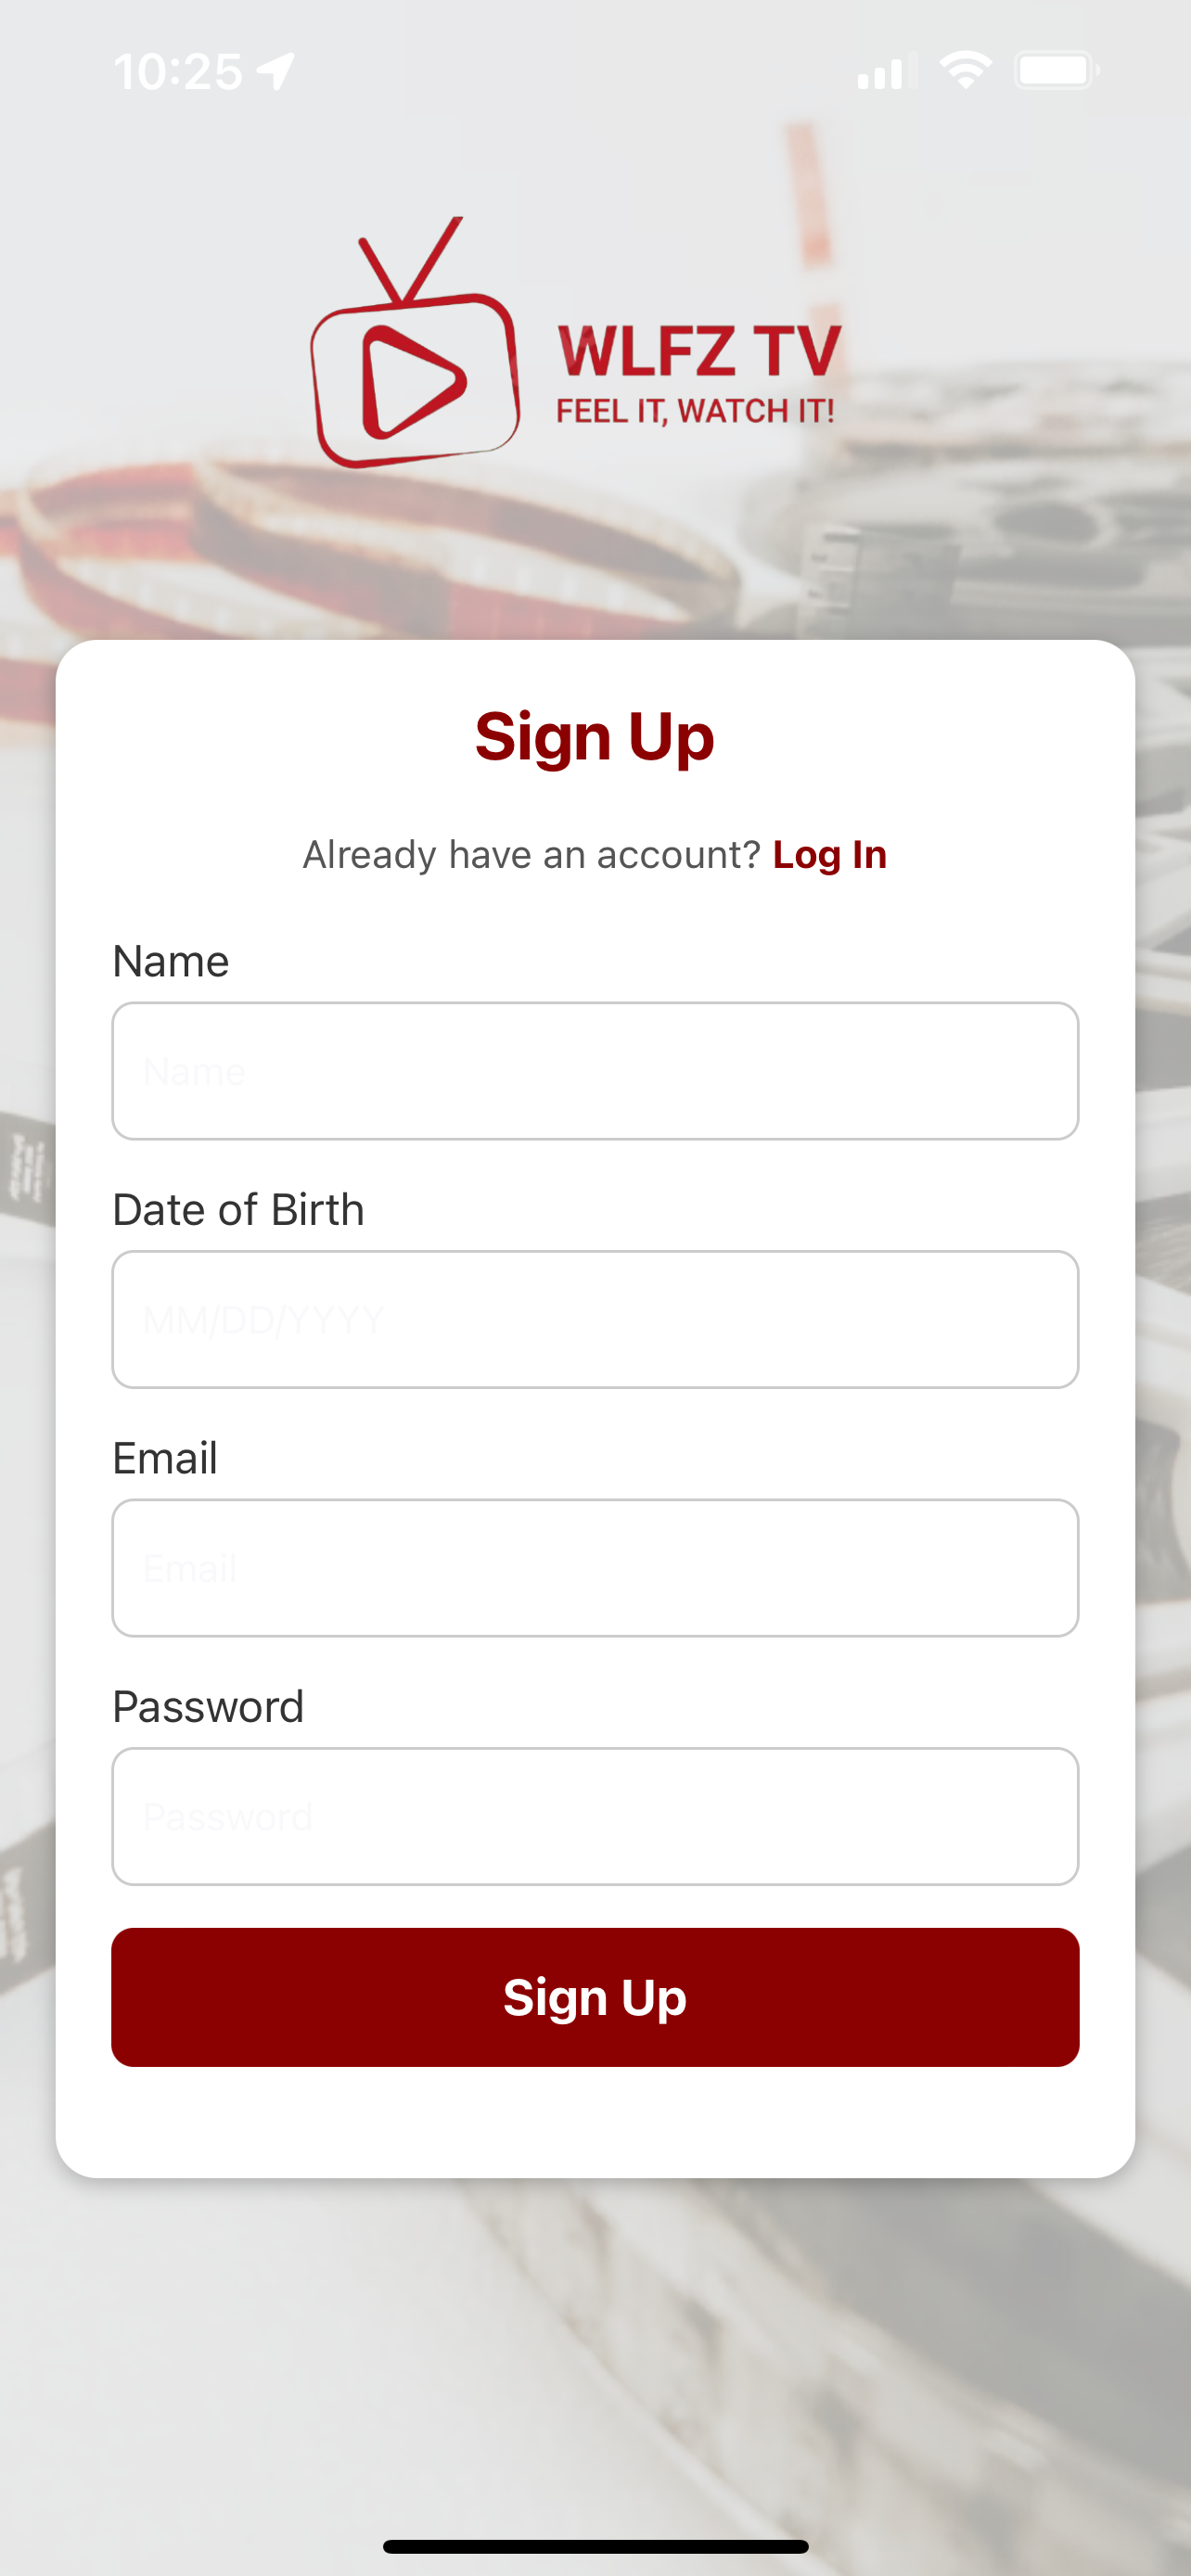 10:25
WLFZ TV
FEEL IT, WATCH IT!
Sign Up
Already have an account? Log In
Name
Name
Date of Birth
MM/DD/YYYY
Email
Email
Password
Password
Sign Up